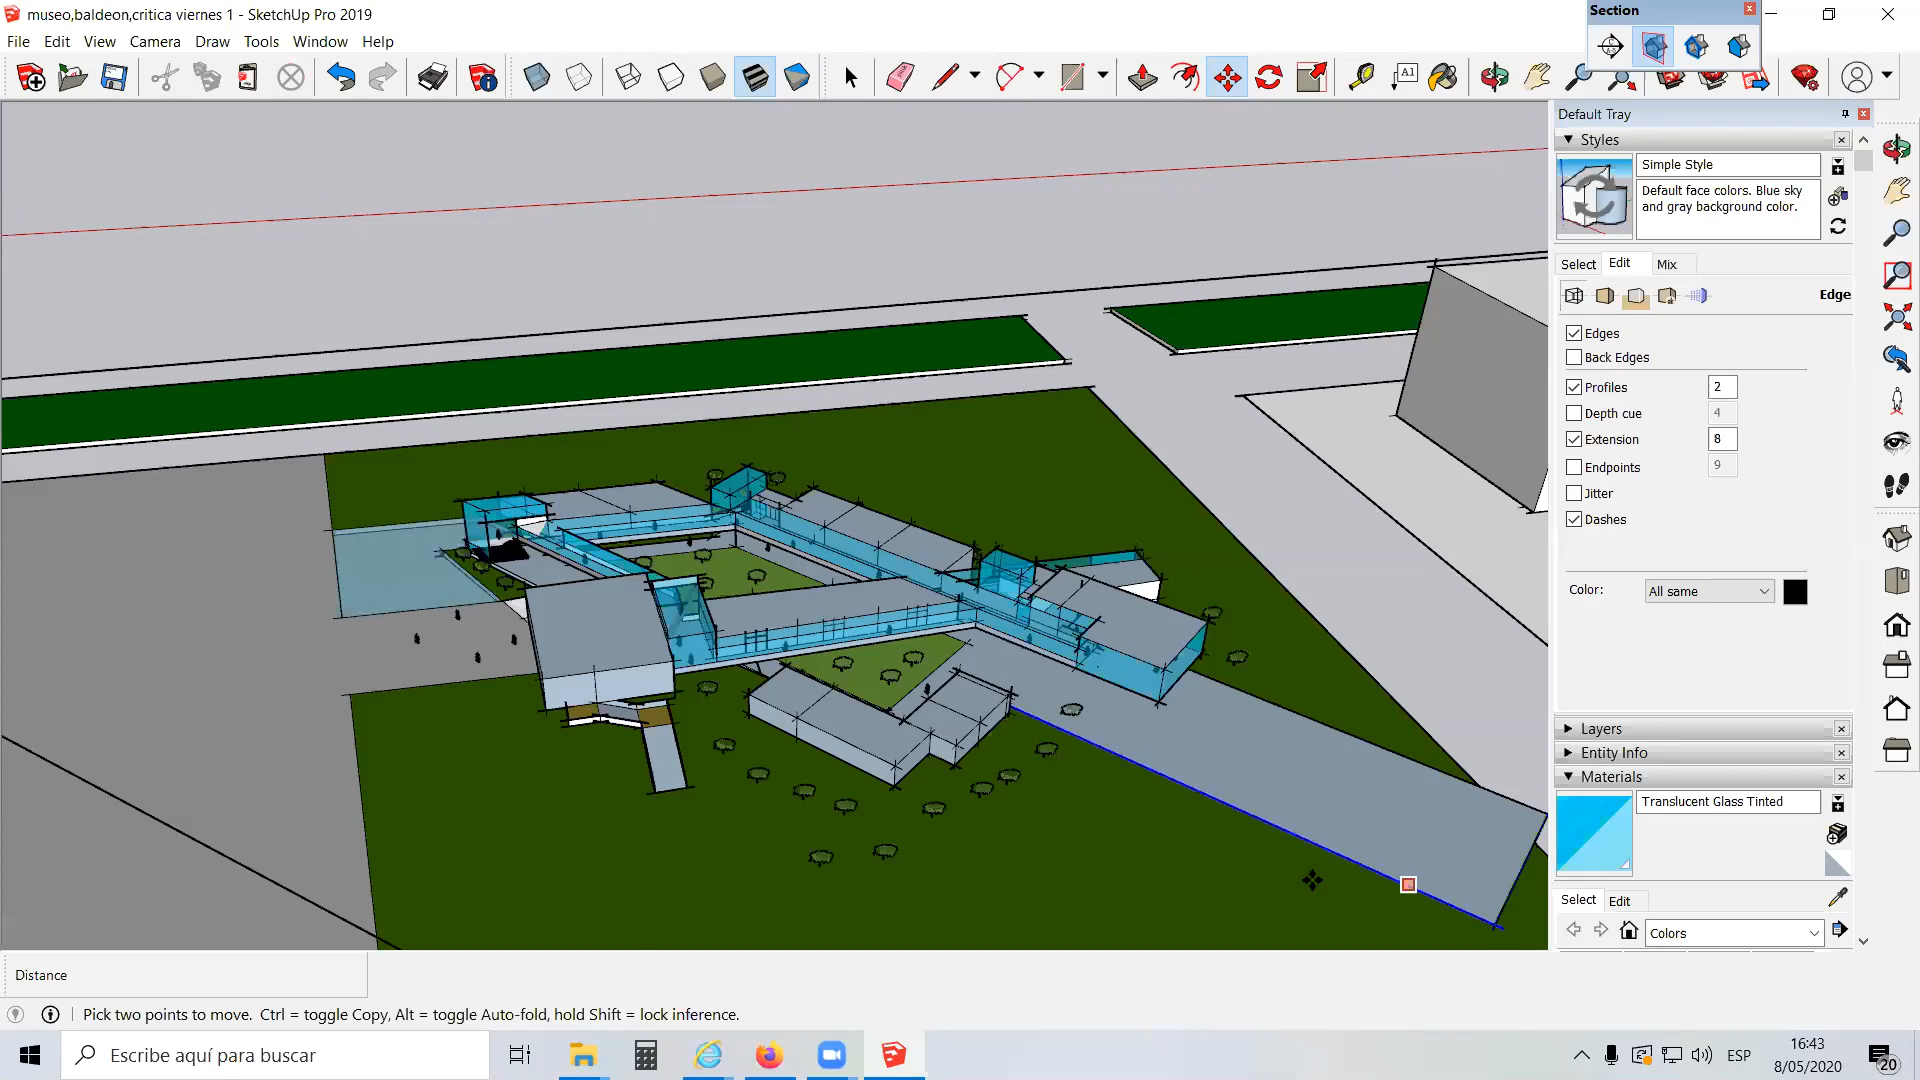 museo,baldeon,critica viernes 1 - SketchUp Pro 2019
Section
File Edit View Camera Draw Tools Window Help
A1
Default Tray
Styles
Simple Style
Default face colors. Blue sky
and gray background color.
Select Edit Mix
Edge
Edges
Back Edges
Profiles 2
Depth cue 4
Extension 8
Endpoints 9
Jitter
Dashes
Color: All same
Layers
Entity Info
Materials
Translucent Glass Tinted
Select Edit
Colors
Distance
Pick two points to move. Ctrl = toggle Copy, Alt = toggle Auto-fold, hold Shift = lock inference.
Escribe aquí para buscar
ESP
16:43
8/05/2020
20